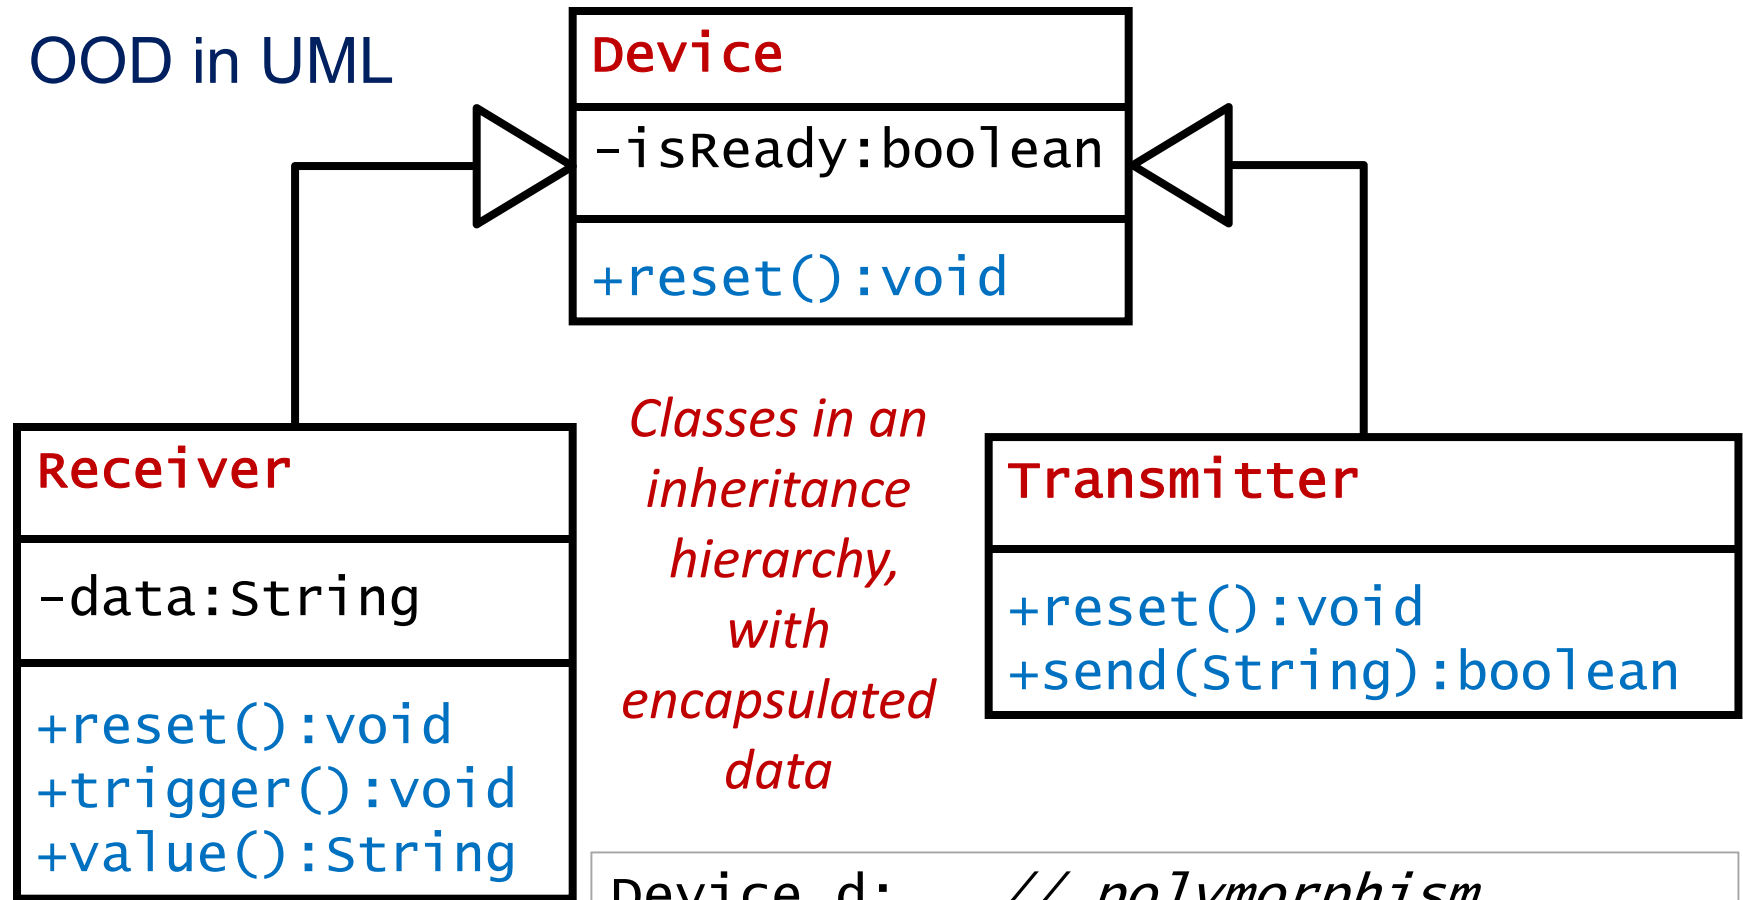 OOD in UML
Device
-isReady:boolean
+reset():void
Receiver
-data:String
+reset():void
+trigger():void
+value():String
Classes in an
inheritance
hierarchy,
with
encapsulated
data
Transmitter
+reset():void
+send(String):boolean
Device d; // polymorphism